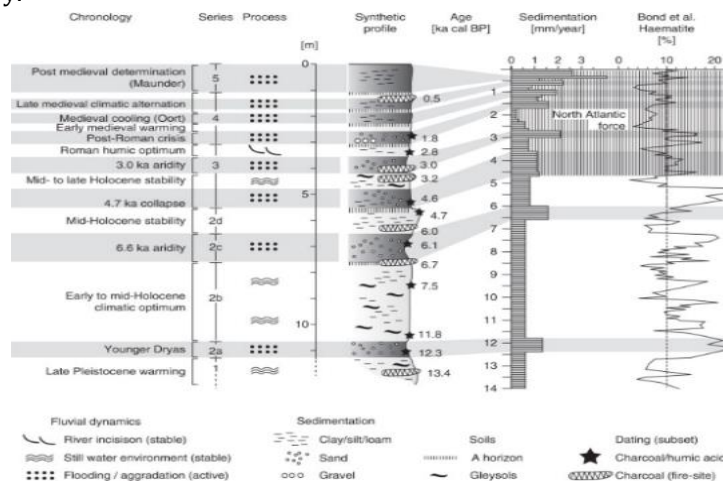 y.
Chronology Series Process Synthetic profile Age [ka cal BP] Sedimentation [mm/year] Bond et al. Haematite [%]
[m]
0 1 2 3 0 10 20
0
Post medieval determination (Maunder) 5
Late medieval climatic alternation
Medieval cooling (Oort) 4
Early medieval warming
Post-Roman crisis
Roman humic optimum
3.0 ka aridity 3
Mid- to late Holocene stability
4.7 ka collapse
Mid-Holocene stability 2d
6.6 ka aridity 2c
Early to mid-Holocene climatic optimum 2b
Younger Dryas 2a
Late Pleistocene warming 1
5
10
0.5
1.8
2.8
3.0
3.2
4.6
4.7
6.0
6.1
6.7
7.5
11.8
12.3
13.4
1
2
3
4
5
6
7
8
9
10
11
12
13
14
North Atlantic force
Fluvial dynamics Sedimentation
River incisison (stable) Clay/silt/loam Soils Dating (subset)
Still water environment (stable) Sand A horizon Charcoal/humic acid
Flooding / aggradation (active) Gravel Gleysols Charcoal (fire-site)